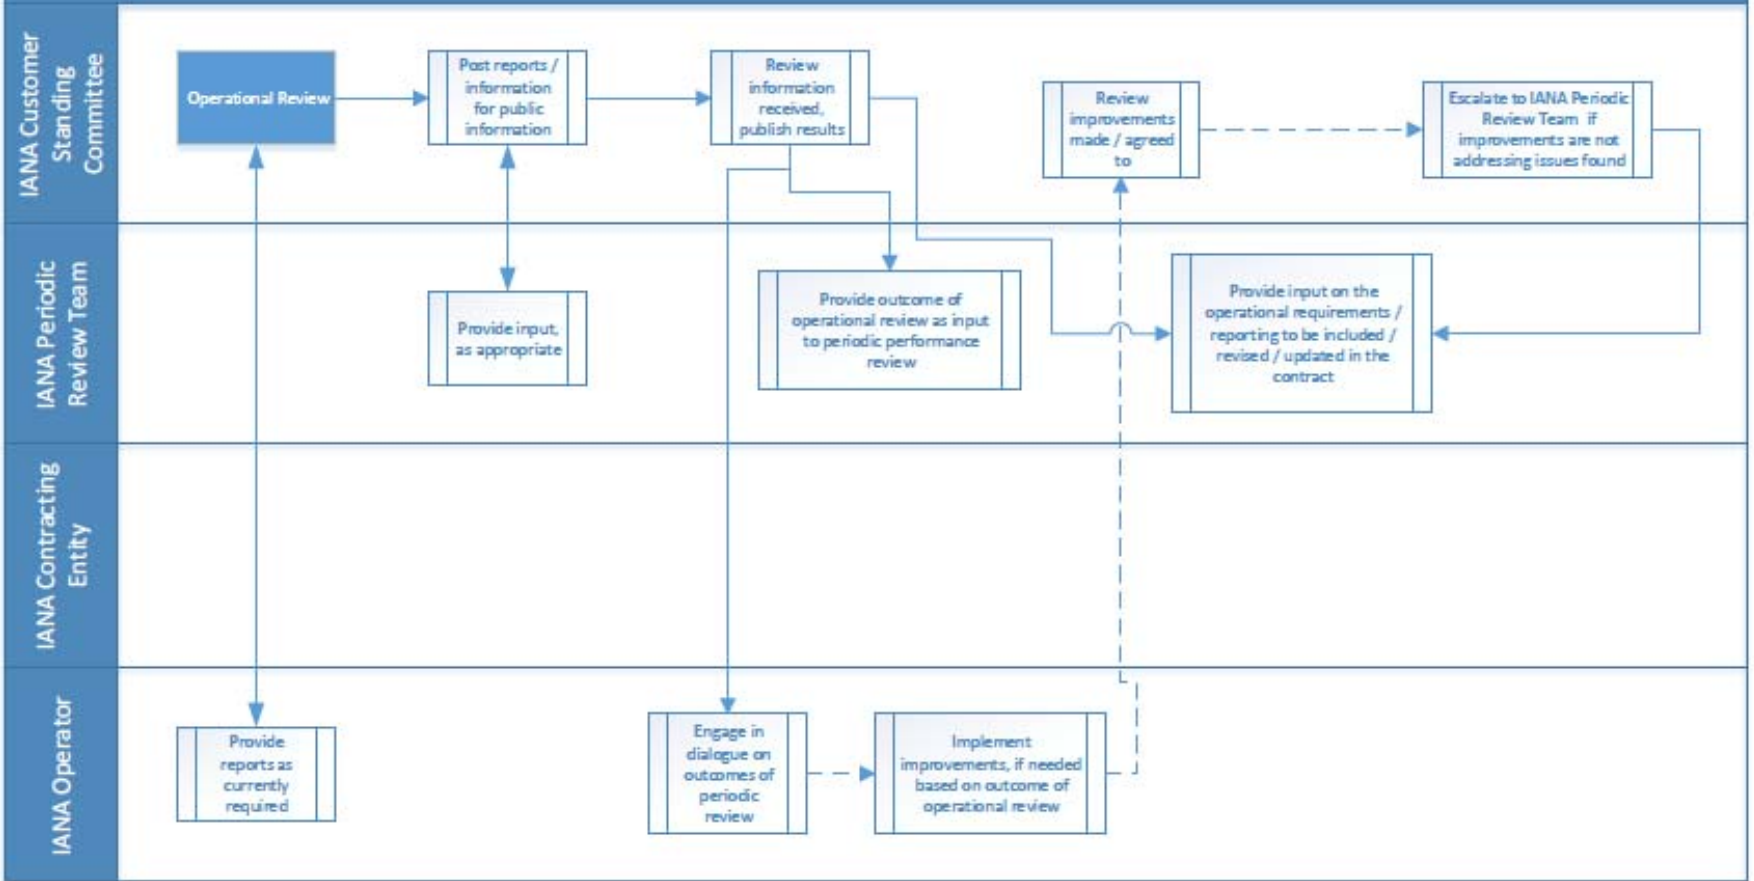 IANA Customer
Standing
Committee
Operational Review
Post reports /
information
for public
information
Review
information
received,
publish results
Review
improvements
made / agreed
to
Escalate to IANA Periodic
Review Team if
improvements are not
addressing issues found
IANA Periodic
Review Team
Provide input,
as appropriate
Provide outcome of
operational review as input
to periodic performance
review
Provide input on the
operational requirements /
reporting to be included /
revised / updated in the
contract
IANA Contracting
Entity
IANA Operator
Provide
reports as
currently
required
Engage in
dialogue on
outcomes of
periodic
review
Implement
improvements, if needed
based on outcome of
operational review